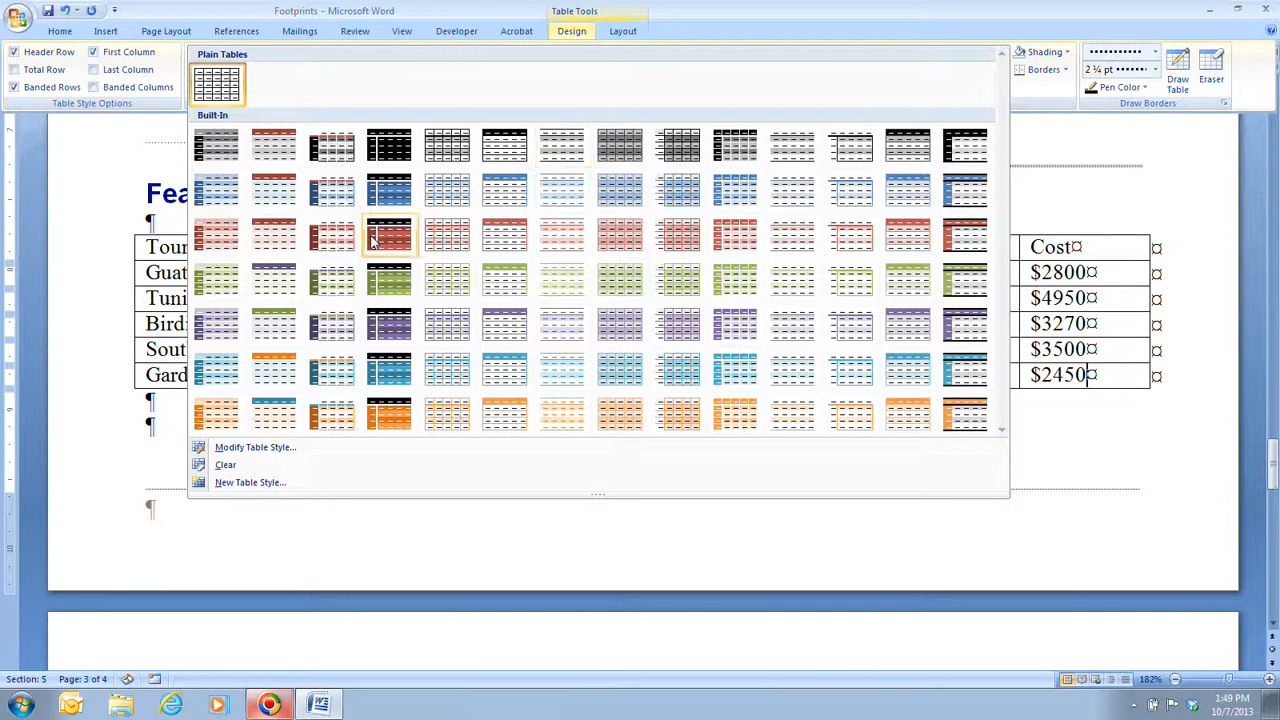 Footprints - Microsoft Word
Table Tools
Home Insert Page Layout References Mailings Review View Developer Acrobat Design Layout
Header Row First Column
Total Row Last Column
Banded Rows Banded Columns
Table Style Options
Plain Tables
Built-In
Modify Table Style...
Clear
New Table Style...
Shading
Borders
2 ¼ pt
Pen Color
Draw Table
Eraser
Draw Borders
Fea
¶
Tour Cost¤ ¤
Guat $2800¤ ¤
Tuni $4950¤ ¤
Birdi $3270¤ ¤
Sout $3500¤ ¤
Gard $2450¤ ¤
¶
¶
¶
Section: 5 Page: 3 of 4 182%
1:49 PM
10/7/2013